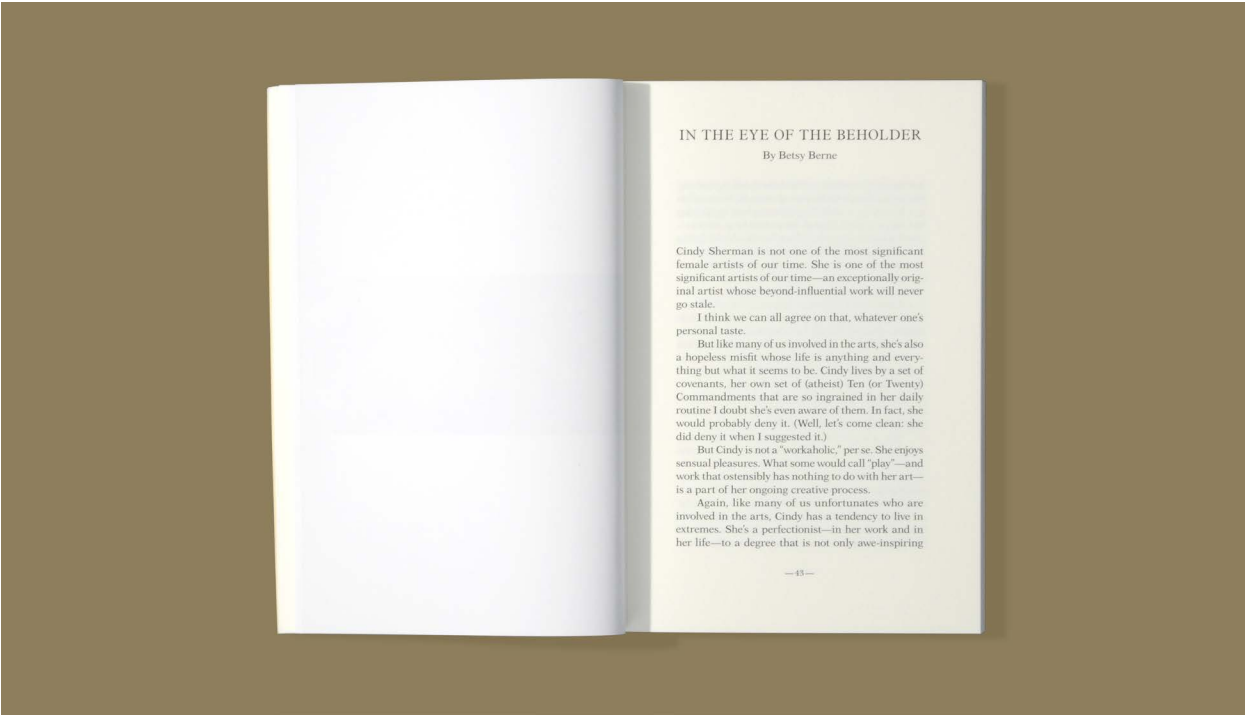 IN THE EYE OF THE BEHOLDER
By Betsy Berne
Cindy Sherman is not one of the most significant
female artists of our time. She is one of the most
significant artists of our time—an exceptionally orig-
inal artist whose beyond-influential work will never
go stale.
I think we can all agree on that, whatever one's
personal taste.
But like many of us involved in the arts, she's also
a hopeless misfit whose life is anything and every-
thing but what it seems to be. Cindy lives by a set of
covenants, her own set of (atheist) Ten (or Twenty)
Commandments that are so ingrained in her daily
routine I doubt she's even aware of them. In fact, she
would probably deny it. (Well, let's come clean: she
did deny it when I suggested it.)
But Cindy is not a "workaholic," per se. She enjoys
sensual pleasures. What some would call "play"—and
work that ostensibly has nothing to do with her art—
is a part of her ongoing creative process.
Again, like many of us unfortunates who are
involved in the arts, Cindy has a tendency to live in
extremes. She's a perfectionist—in her work and in
her life—to a degree that is not only awe-inspiring
—43—